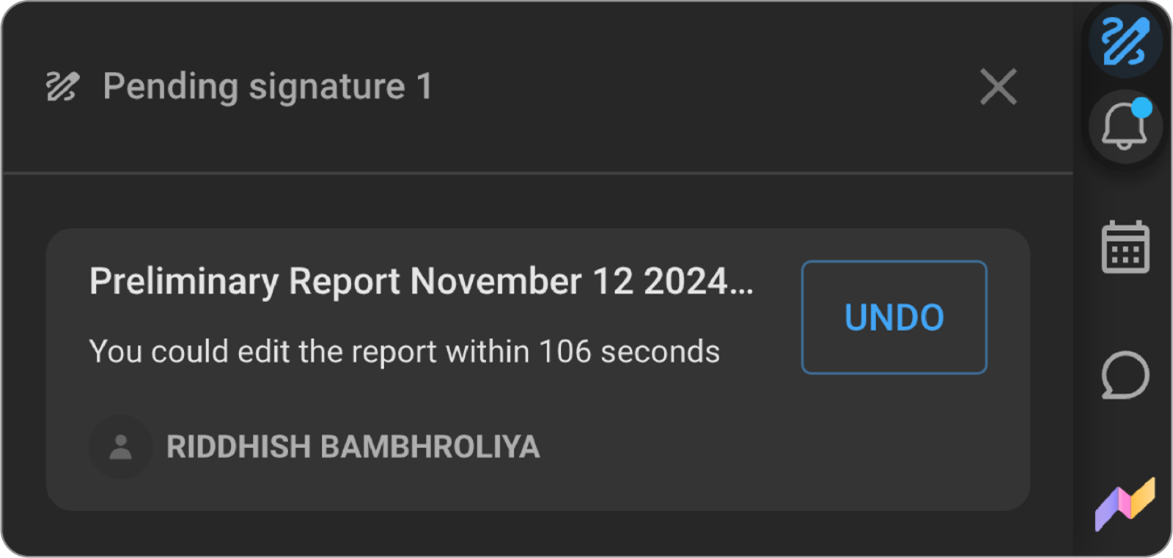 Pending signature 1
Preliminary Report November 12 2024...
UNDO
You could edit the report within 106 seconds
RIDDHISH BAMBHROLIYA